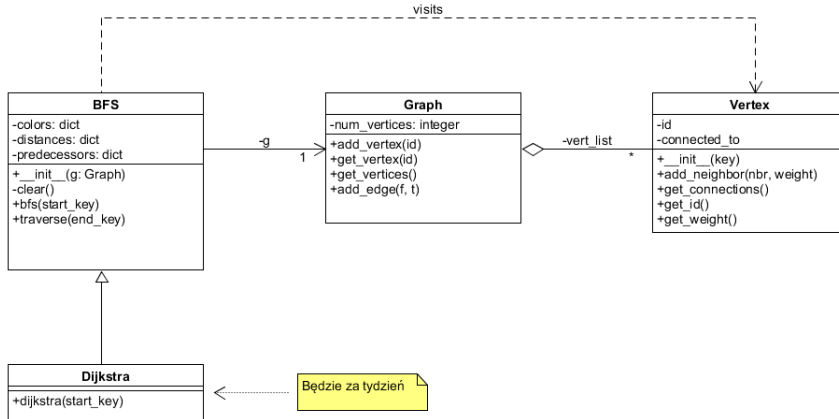 visits
BFS
-colors: dict
-distances: dict
-predecessors: dict
+__init__(g: Graph)
-clear()
+bfs(start_key)
+traverse(end_key)
-g
1
Graph
-num_vertices: integer
+add_vertex(id)
+get_vertex(id)
+get_vertices()
+add_edge(f, t)
-vert_list
*
Vertex
-id
-connected_to
+__init__(key)
+add_neighbor(nbr, weight)
+get_connections()
+get_id()
+get_weight()
Dijkstra
+dijkstra(start_key)
Będzie za tydzień